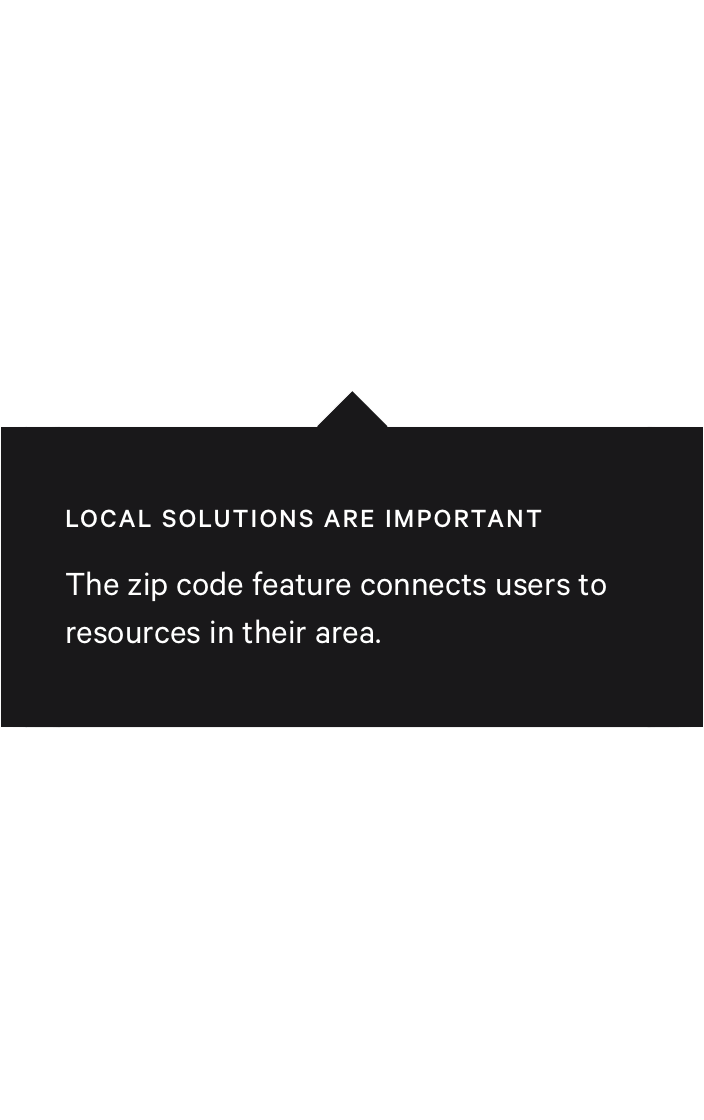 LOCAL SOLUTIONS ARE IMPORTANT
The zip code feature connects users to
resources in their area.